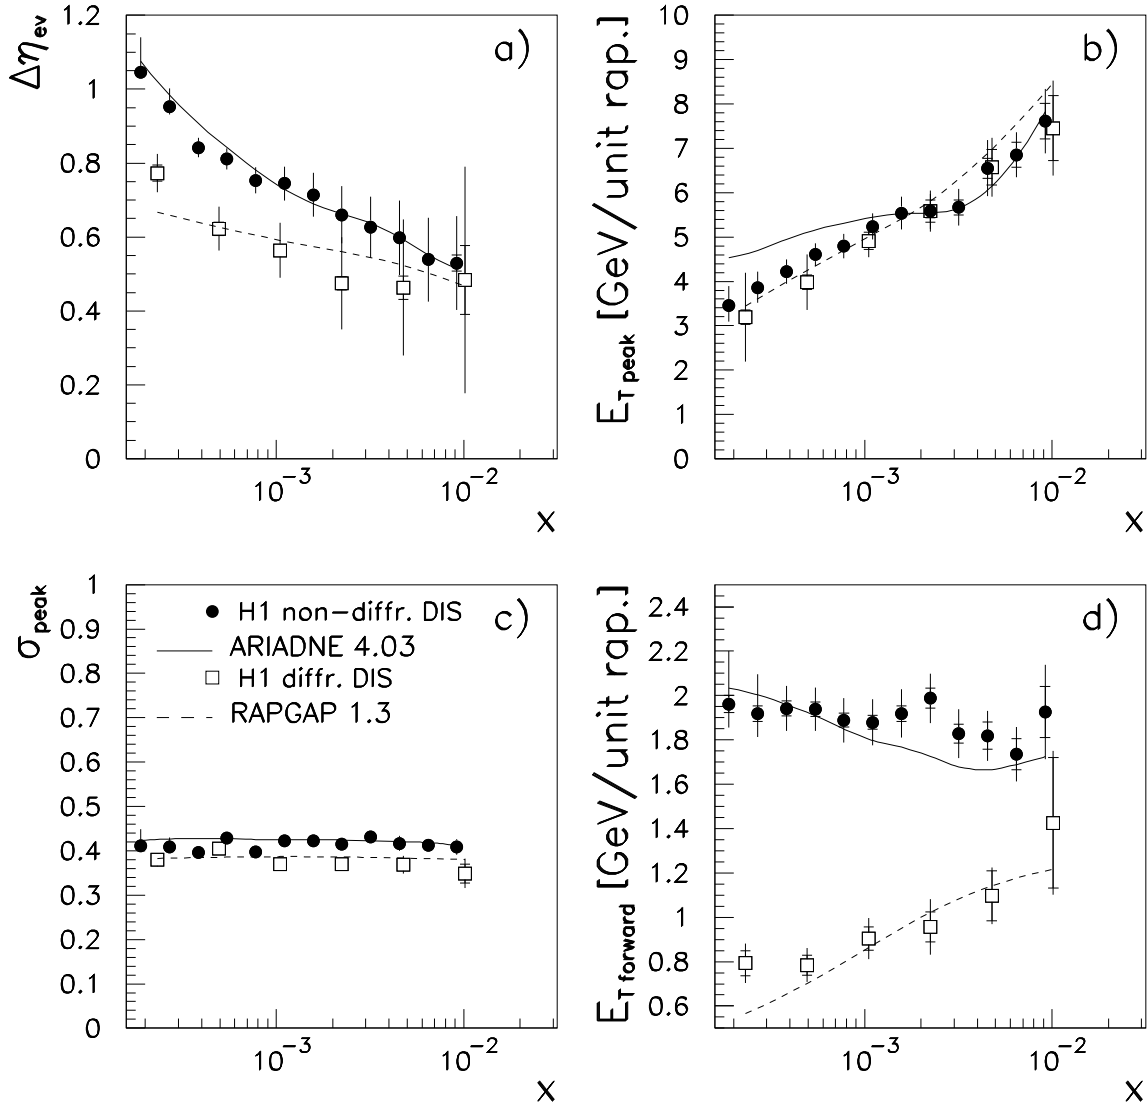 Δη ev
a)
1.2
1
0.8
0.6
0.4
0.2
0
10⁻³
10⁻²
x
E T peak [GeV/unit rap.]
b)
10
9
8
7
6
5
4
3
2
1
0
10⁻³
10⁻²
x
σ peak
c)
H1 non-diffr. DIS
ARIADNE 4.03
H1 diffr. DIS
RAPGAP 1.3
1
0.9
0.8
0.7
0.6
0.5
0.4
0.3
0.2
0.1
0
10⁻³
10⁻²
x
E T forward [GeV/unit rap.]
d)
2.4
2.2
2
1.8
1.6
1.4
1.2
1
0.8
0.6
10⁻³
10⁻²
x